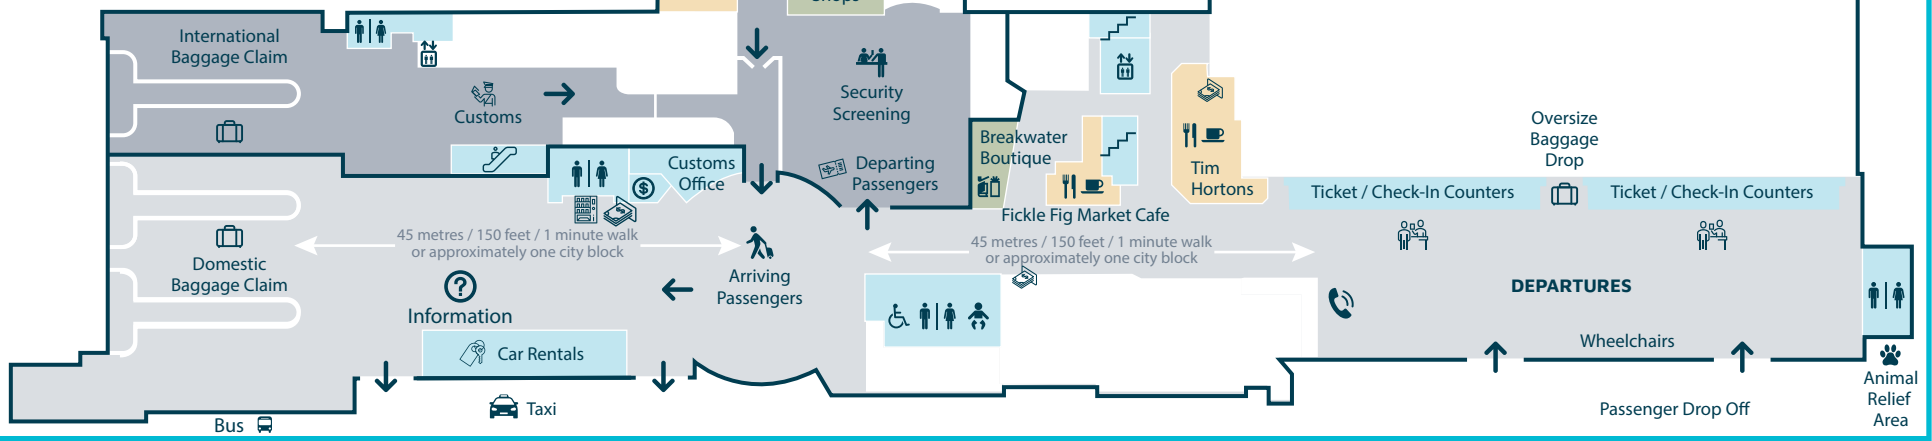 Shops
International
Baggage Claim
Customs
Security
Screening
Departing
Passengers
Breakwater
Boutique
Tim
Hortons
Oversize
Baggage
Drop
Customs
Office
Ticket / Check-In Counters
Ticket / Check-In Counters
Fickle Fig Market Cafe
45 metres / 150 feet / 1 minute walk
or approximately one city block
45 metres / 150 feet / 1 minute walk
or approximately one city block
Domestic
Baggage Claim
Arriving
Passengers
Information
DEPARTURES
Car Rentals
Wheelchairs
Animal
Relief
Area
Taxi
Passenger Drop Off
Bus